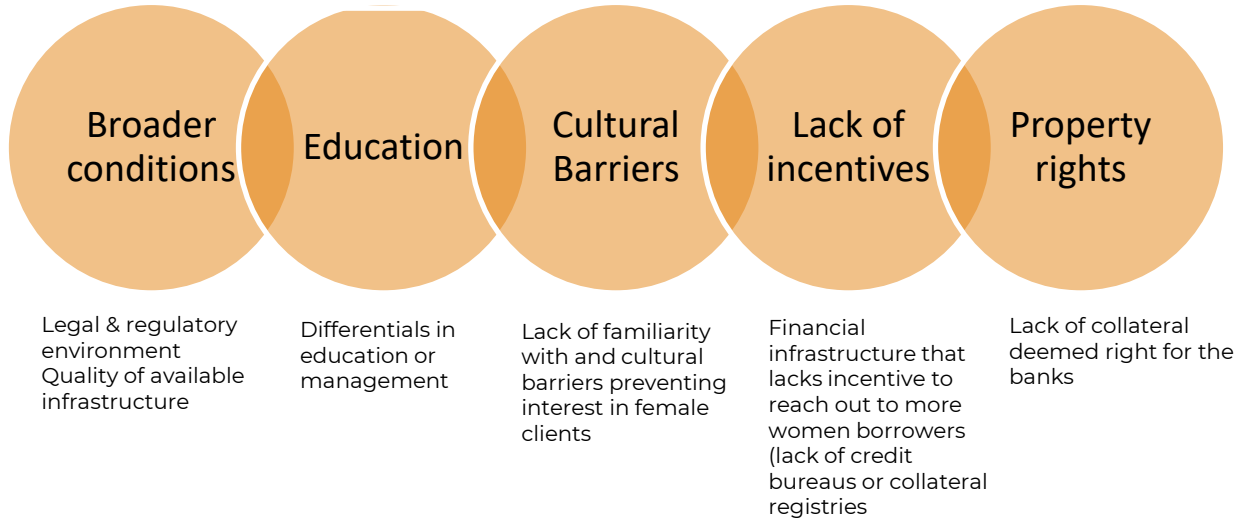 Broader
conditions
Education
Cultural
Barriers
Lack of
incentives
Property
rights
Legal & regulatory
environment
Quality of available
infrastructure
Differentials in
education or
management
Lack of familiarity
with and cultural
barriers preventing
interest in female
clients
Financial
infrastructure that
lacks incentive to
reach out to more
women borrowers
(lack of credit
bureaus or collateral
registries
Lack of collateral
deemed right for the
banks